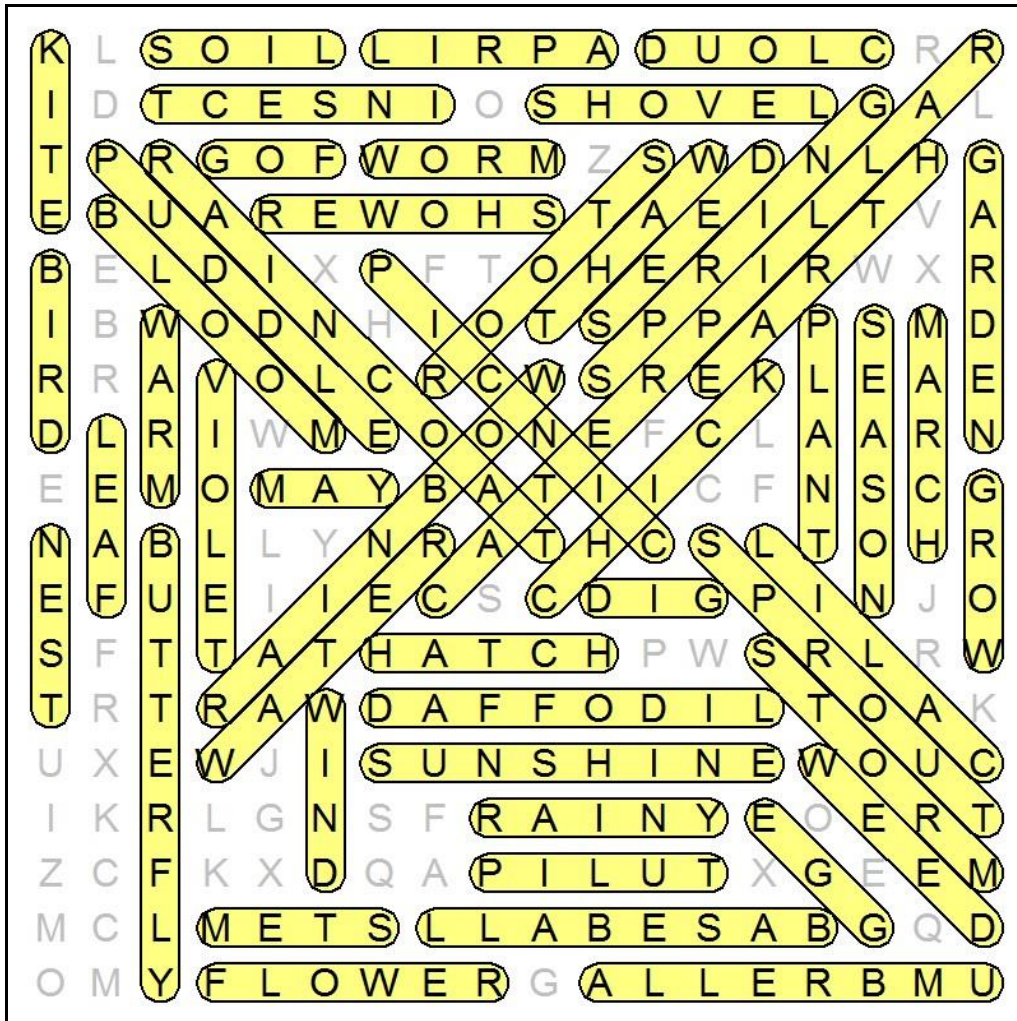 K L S O I L L I R P A D U O L C R R
I D T C E S N I O S H O V E L G A L
T P R G O F W O R M Z S W D N L H G
E B U A R E W O H S T A E I L T V A
B E L D I X P F T O H E R I R W X R
I B W O D N H I O T S P P A P S M D
R R A V O L C R C W S R E K L E A E
D L R I W M E O O N E F C L A A R N
E E M O M A Y B A T I I C F N S C G
N A B L L Y N R A T H C S L T O H R
E F U E I I E C S C D I G P I N J O
S F T T A T H A T C H P W S R L R W
T R T R A W D A F F O D I L T O A K
U X E W J I S U N S H I N E W O U C
I K R L G N S F R A I N Y E O E R T
Z C F K X D Q A P I L U T X G E E M
M C L M E T S L L A B E S A B G Q D
O M Y F L O W E R G A L L E R B M U